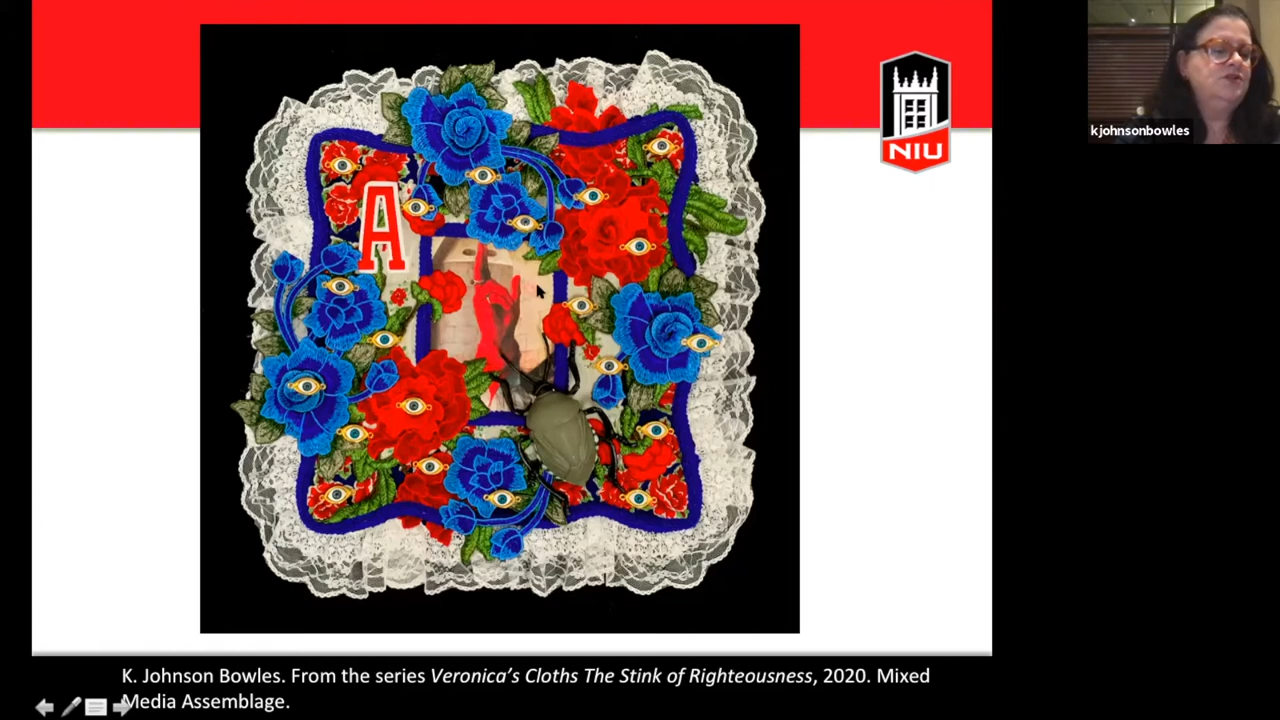 A
NIU
kjohnsonbowles
K. Johnson Bowles. From the series Veronica's Cloths The Stink of Righteousness, 2020. Mixed
Media Assemblage.